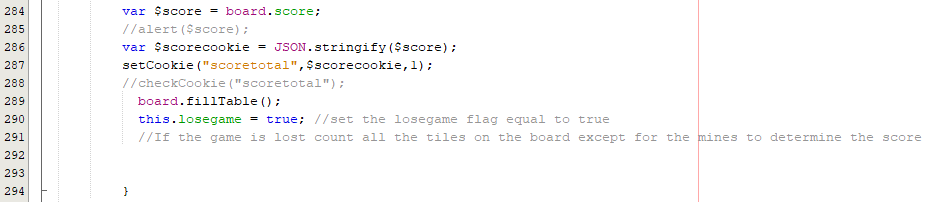 284 var $score = board.score;
285 //alert($score);
286 var $scorecookie = JSON.stringify($score);
287 setCookie("scoretotal",$scorecookie,1);
288 //checkCookie("scoretotal");
289 board.fillTable();
290 this.losegame = true; //set the losegame flag equal to true
291 //If the game is lost count all the tiles on the board except for the mines to determine the score
292
293
294 }